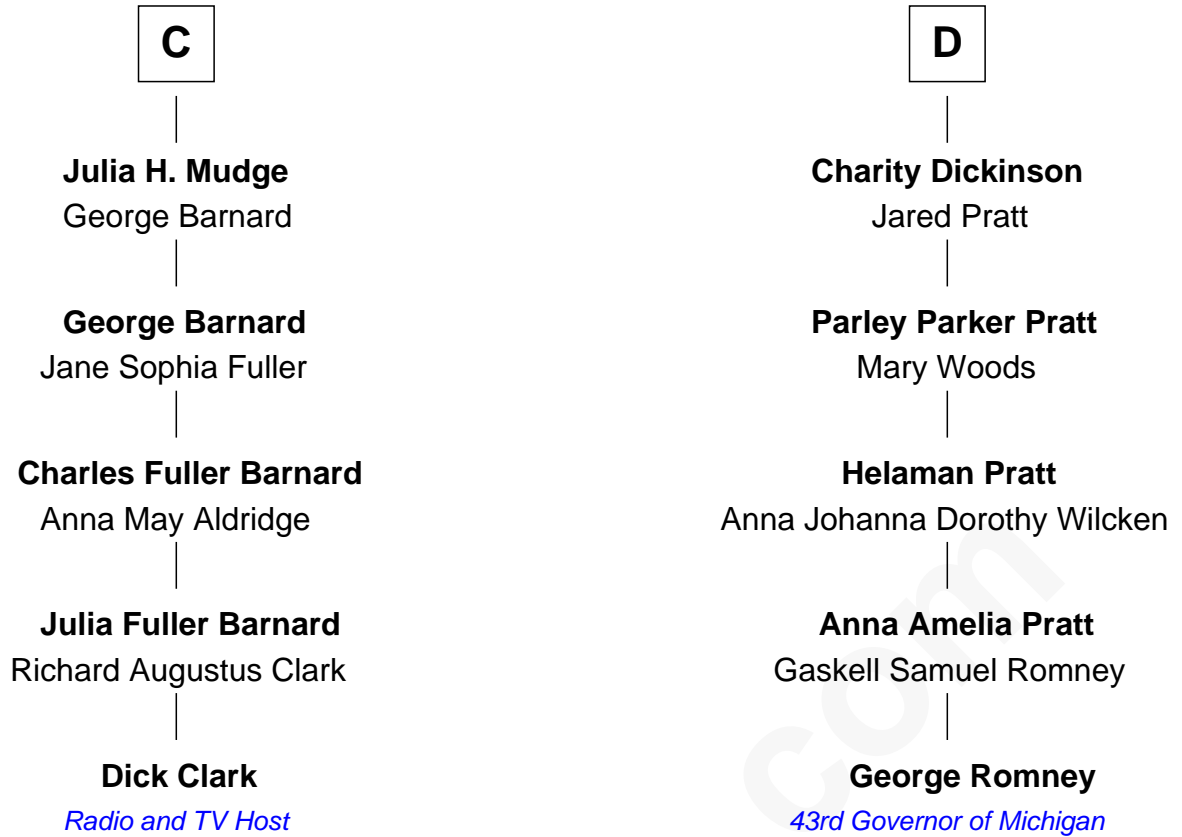 C
Julia H. Mudge
George Barnard
George Barnard
Jane Sophia Fuller
Charles Fuller Barnard
Anna May Aldridge
Julia Fuller Barnard
Richard Augustus Clark
Dick Clark
Radio and TV Host
D
Charity Dickinson
Jared Pratt
Parley Parker Pratt
Mary Woods
Helaman Pratt
Anna Johanna Dorothy Wilcken
Anna Amelia Pratt
Gaskell Samuel Romney
George Romney
43rd Governor of Michigan
com